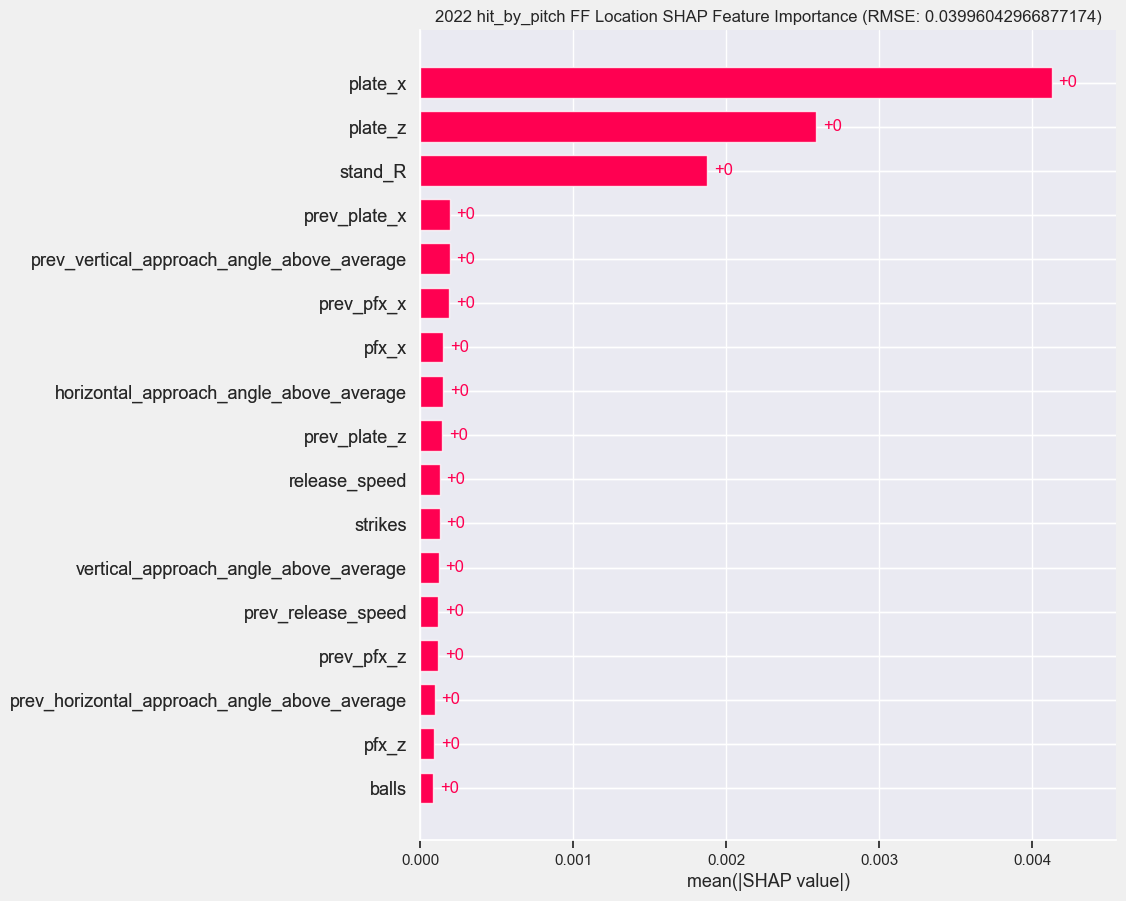 2022 hit_by_pitch FF Location SHAP Feature Importance (RMSE: 0.03996042966877174)
plate_x +0
plate_z +0
stand_R +0
prev_plate_x +0
prev_vertical_approach_angle_above_average +0
prev_pfx_x +0
pfx_x +0
horizontal_approach_angle_above_average +0
prev_plate_z +0
release_speed +0
strikes +0
vertical_approach_angle_above_average +0
prev_release_speed +0
prev_pfx_z +0
prev_horizontal_approach_angle_above_average +0
pfx_z +0
balls +0
0.000 0.001 0.002 0.003 0.004
mean(|SHAP value|)